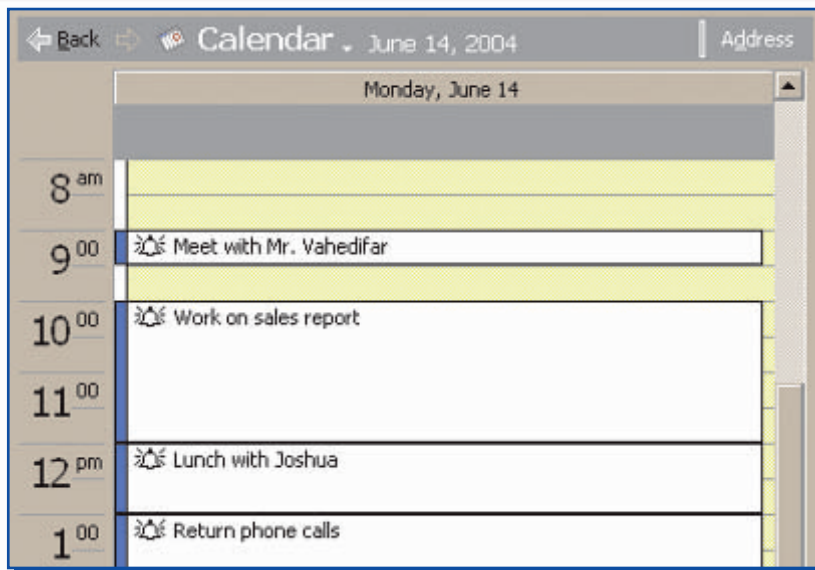 Back Calendar . June 14, 2004 Address
Monday, June 14
8 am
9 00 Meet with Mr. Vahedifar
10 00 Work on sales report
11 00
12 pm Lunch with Joshua
1 00 Return phone calls